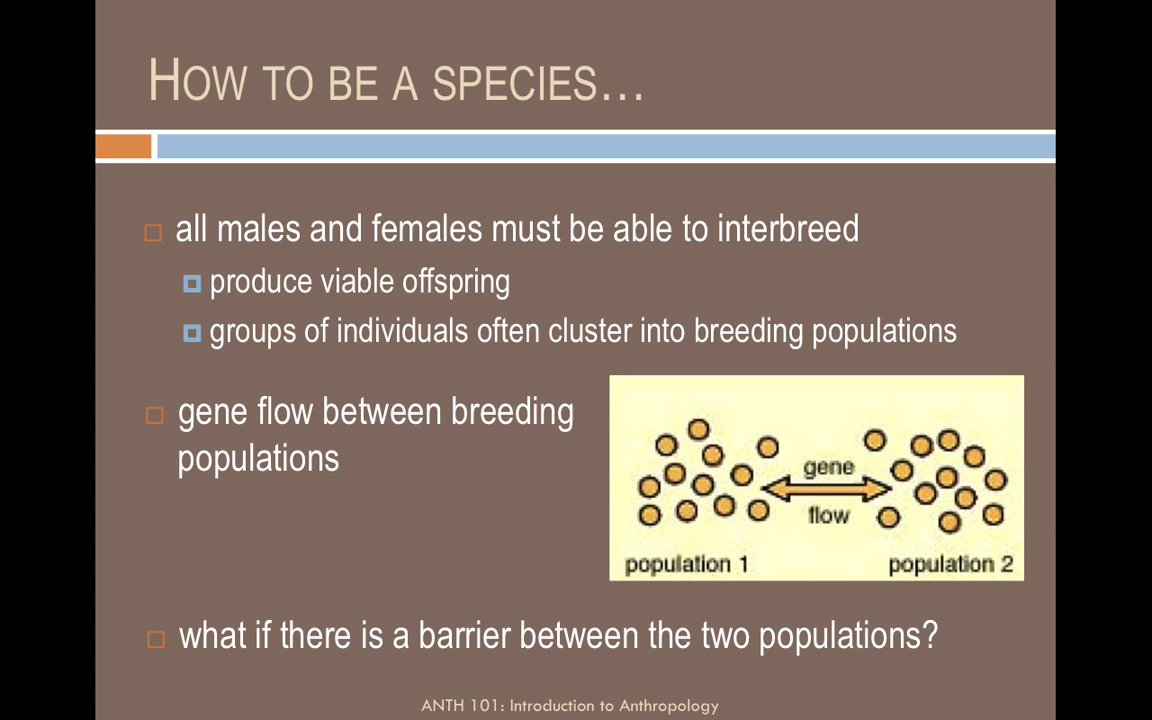 HOW TO BE A SPECIES...
all males and females must be able to interbreed
produce viable offspring
groups of individuals often cluster into breeding populations
gene flow between breeding
populations
gene
flow
population 1
population 2
what if there is a barrier between the two populations?
ANTH 101: Introduction to Anthropology